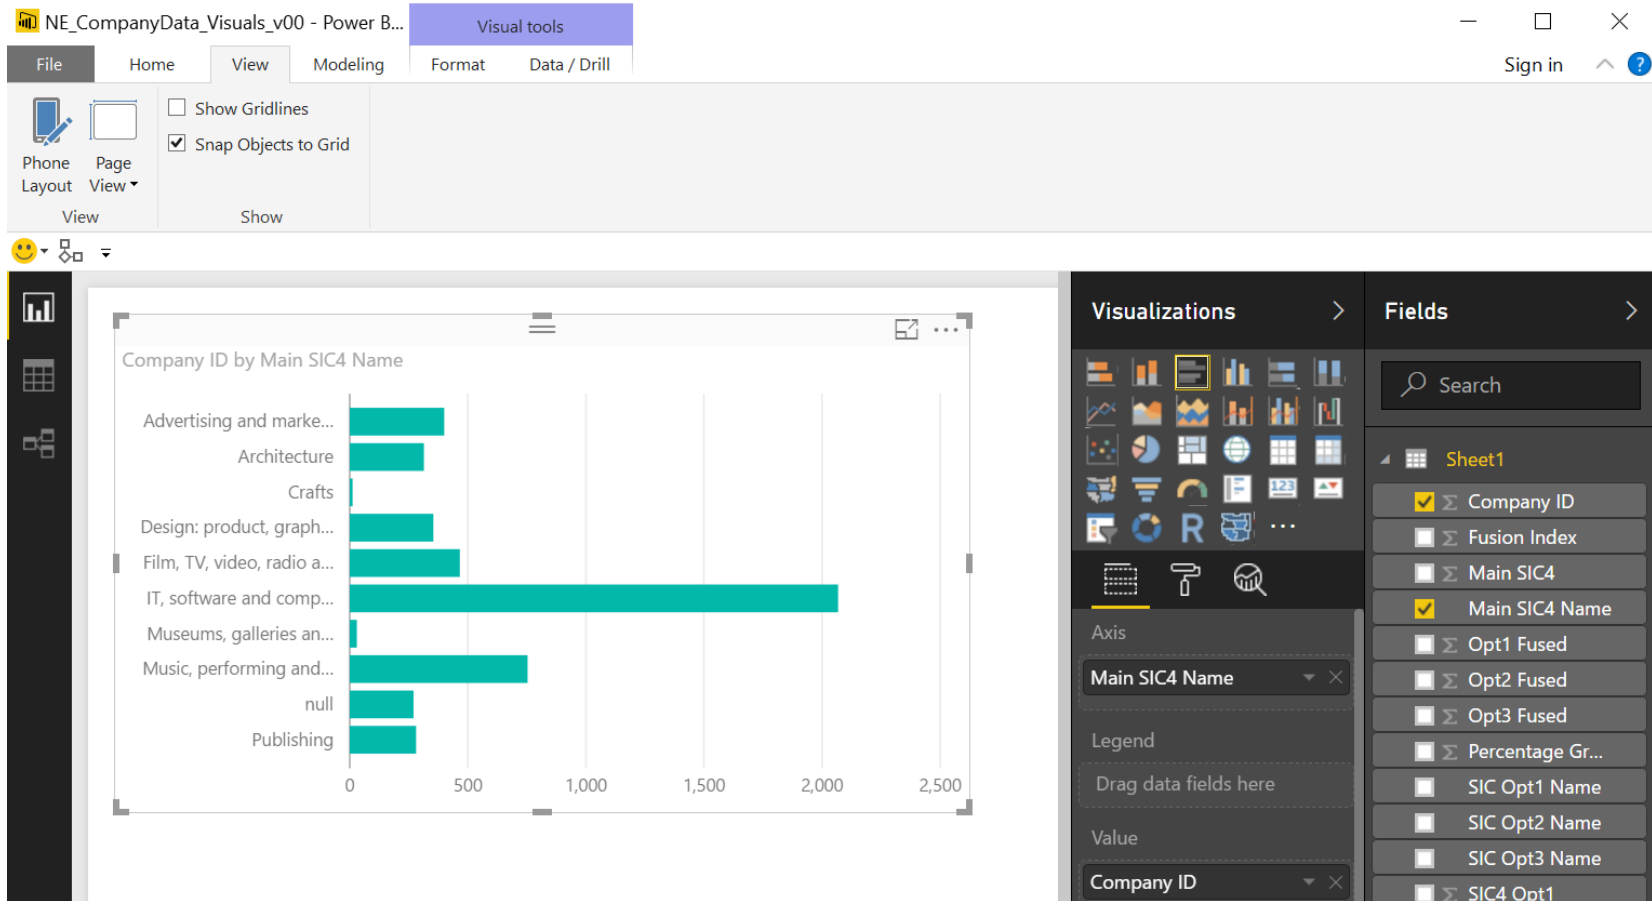 NE_CompanyData_Visuals_v00 - Power B...
Visual tools
File
Home
View
Modeling
Format
Data / Drill
Sign in
?
Show Gridlines
Snap Objects to Grid
Phone Layout
Page View
View
Show
Company ID by Main SIC4 Name
Advertising and marke...
Architecture
Crafts
Design: product, graph...
Film, TV, video, radio a...
IT, software and comp...
Museums, galleries an...
Music, performing and...
null
Publishing
0 500 1,000 1,500 2,000 2,500
Visualizations
123
R
Axis
Main SIC4 Name
Legend
Drag data fields here
Value
Company ID
Fields
Search
Sheet1
Company ID
Fusion Index
Main SIC4
Main SIC4 Name
Opt1 Fused
Opt2 Fused
Opt3 Fused
Percentage Gr...
SIC Opt1 Name
SIC Opt2 Name
SIC Opt3 Name
SIC4 Opt1